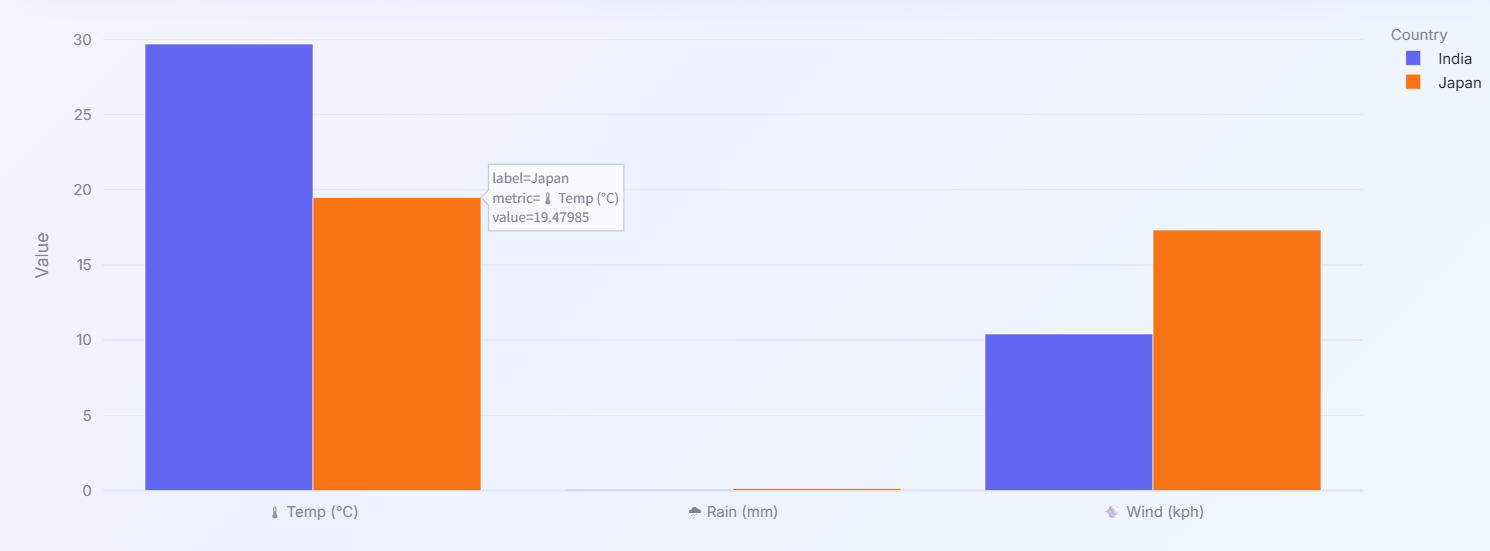 Country
India
Japan
30
25
20
15
10
5
0
Value
label=Japan
metric=🌡 Temp (°C)
value=19.47985
🌡 Temp (°C)
🌧 Rain (mm)
Wind (kph)